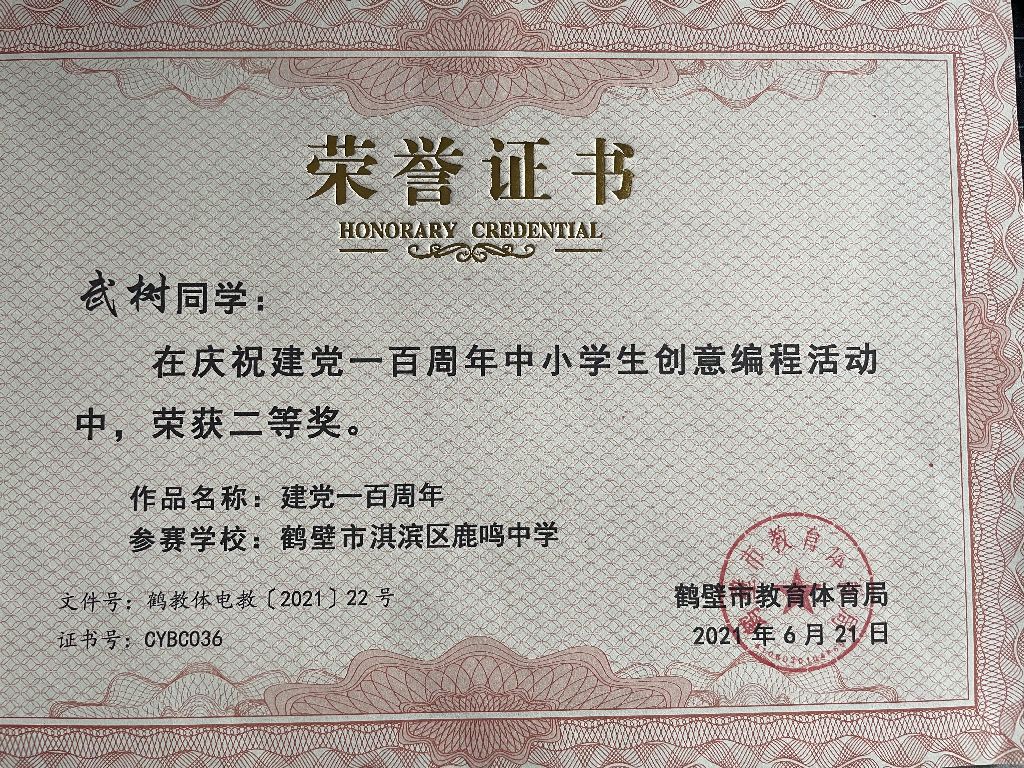 荣誉证书
HONORARY CREDENTIAL
武树同学：
在庆祝建党一百周年中小学生创意编程活动
中，荣获二等奖。
作品名称：建党一百周年
参赛学校：鹤壁市淇滨区鹿鸣中学
文件号：鹤教体电教〔2021〕22号
证书号：CYBC036
鹤壁市教育体育局
2021年6月21日